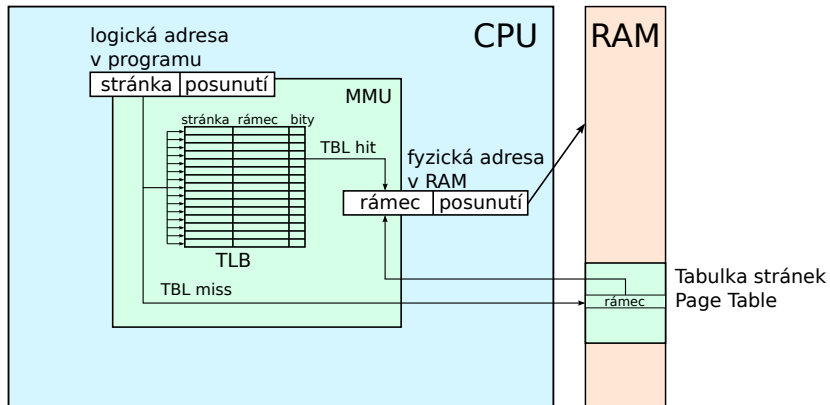 logická adresa
v programu
CPU
RAM
stránka posunutí
MMU
stránka rámec bity
TBL hit
fyzická adresa
v RAM
rámec posunutí
TLB
TBL miss
rámec
Tabulka stránek
Page Table